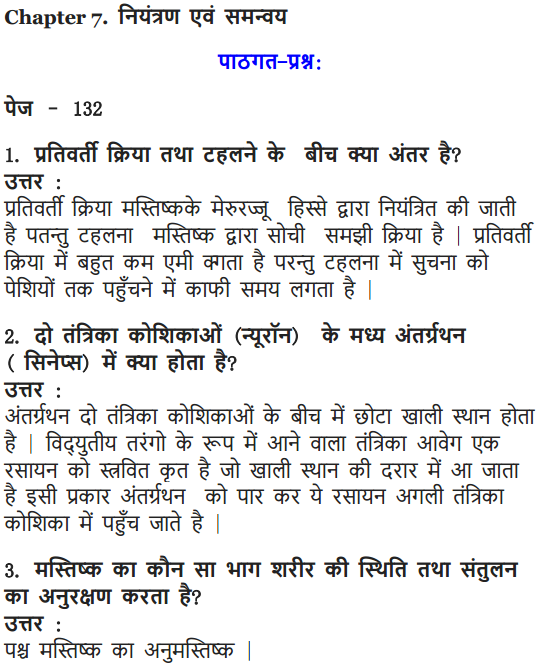 Chapter 7. नियंत्रण एवं समन्वय
पाठगत-प्रश्न:
पेज - 132
1. प्रतिवर्ती क्रिया तथा टहलने के बीच क्या अंतर है?
उत्तर :
प्रतिवर्ती क्रिया मस्तिष्कके मेरुरज्जू हिस्से द्वारा नियंत्रित की जाती
है पतन्तु टहलना मस्तिष्क द्वारा सोची समझी क्रिया है | प्रतिवर्ती
क्रिया में बहुत कम एमी क्गता है परन्तु टहलना में सुचना को
पेशियों तक पहुँचने में काफी समय लगता है |
2. दो तंत्रिका कोशिकाओं (न्यूरॉन) के मध्य अंतर्ग्रथन
( सिनेप्स) में क्या होता है?
उत्तर :
अंतर्ग्रथन दो तंत्रिका कोशिकाओं के बीच में छोटा खाली स्थान होता
है | विद्युतीय तरंगो के रूप में आने वाला तंत्रिका आवेग एक
रसायन को स्त्रवित कृत है जो खाली स्थान की दरार में आ जाता
है इसी प्रकार अंतर्ग्रथन को पार कर ये रसायन अगली तंत्रिका
कोशिका में पहुँच जाते है |
3. मस्तिष्क का कौन सा भाग शरीर की स्थिति तथा संतुलन
का अनुरक्षण करता है?
उत्तर :
पश्च मस्तिष्क का अनुमस्तिष्क |